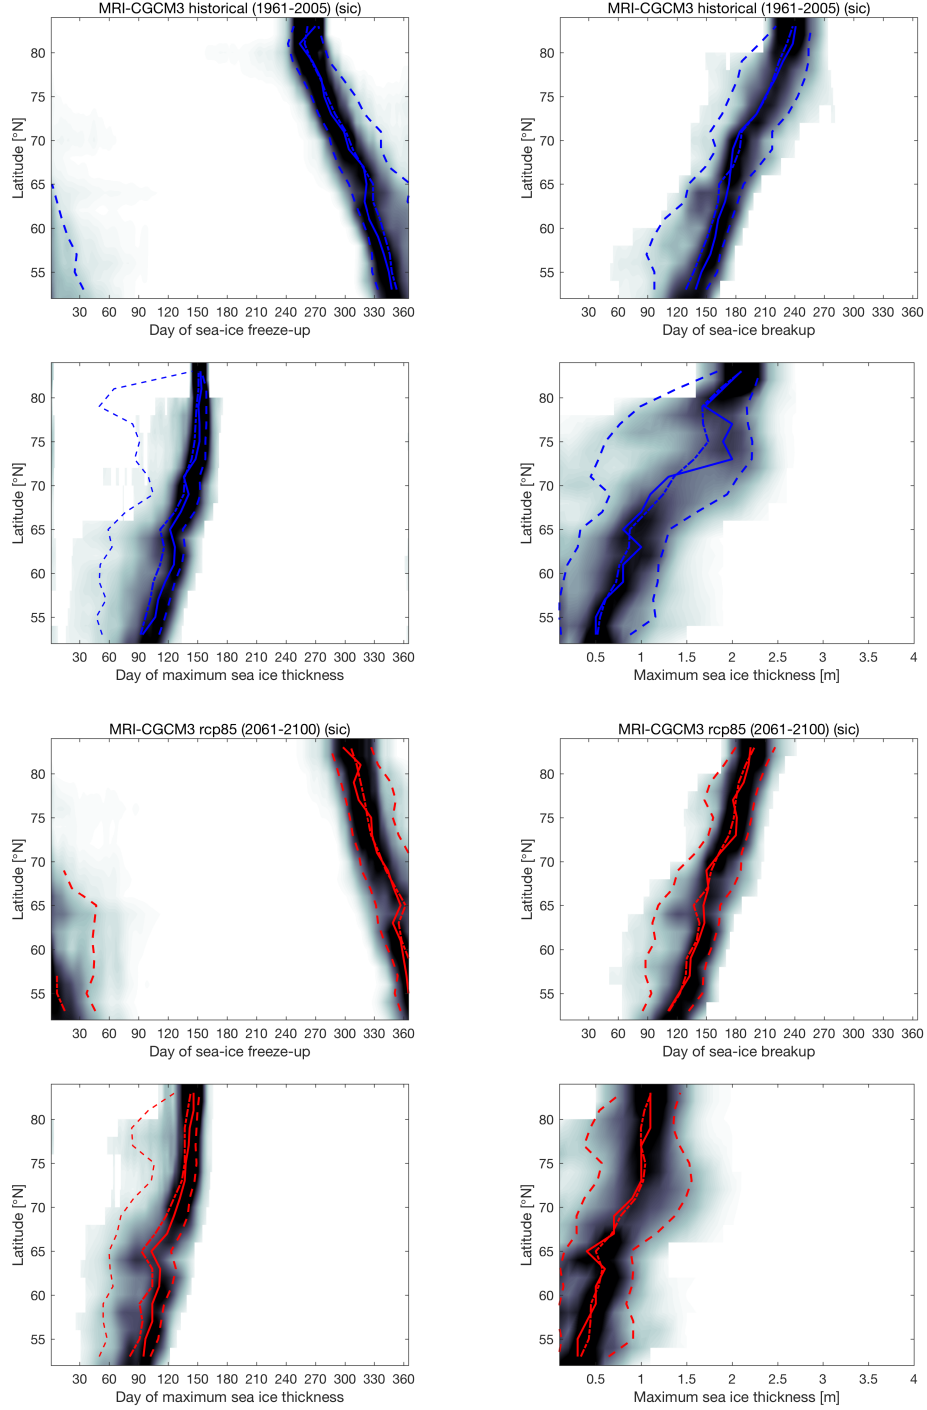 MRI-CGCM3 historical (1961-2005) (sic)
80
75
70
65
60
55
Latitude [°N]
30 60 90 120 150 180 210 240 270 300 330 360
Day of sea-ice freeze-up
MRI-CGCM3 historical (1961-2005) (sic)
80
75
70
65
60
55
Latitude [°N]
30 60 90 120 150 180 210 240 270 300 330 360
Day of sea-ice breakup
80
75
70
65
60
55
Latitude [°N]
30 60 90 120 150 180 210 240 270 300 330 360
Day of maximum sea ice thickness
80
75
70
65
60
55
Latitude [°N]
0.5 1 1.5 2 2.5 3 3.5 4
Maximum sea ice thickness [m]
MRI-CGCM3 rcp85 (2061-2100) (sic)
80
75
70
65
60
55
Latitude [°N]
30 60 90 120 150 180 210 240 270 300 330 360
Day of sea-ice freeze-up
MRI-CGCM3 rcp85 (2061-2100) (sic)
80
75
70
65
60
55
Latitude [°N]
30 60 90 120 150 180 210 240 270 300 330 360
Day of sea-ice breakup
80
75
70
65
60
55
Latitude [°N]
30 60 90 120 150 180 210 240 270 300 330 360
Day of maximum sea ice thickness
80
75
70
65
60
55
Latitude [°N]
0.5 1 1.5 2 2.5 3 3.5 4
Maximum sea ice thickness [m]